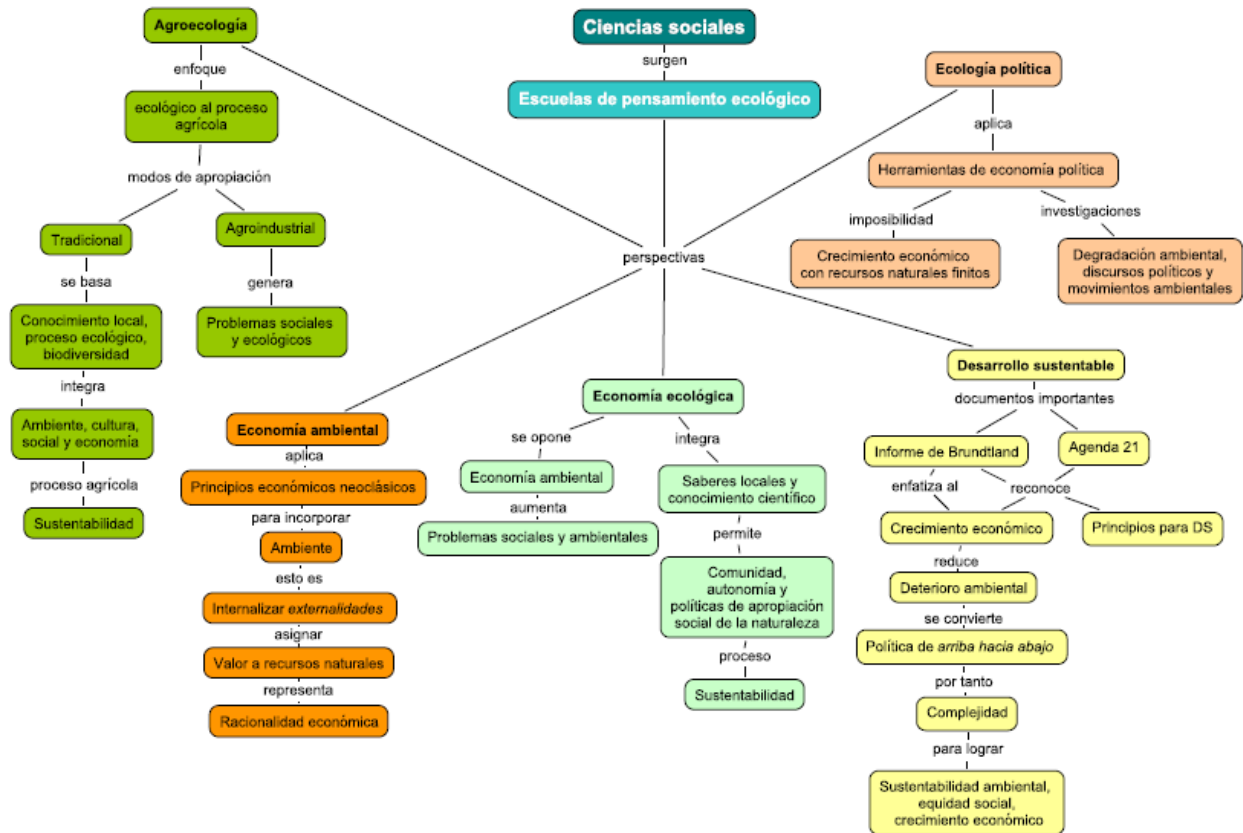 Ciencias sociales
surgen
Escuelas de pensamiento ecológico
perspectivas
Agroecología
enfoque
ecológico al proceso
agrícola
modos de apropiación
Tradicional
se basa
Conocimiento local,
proceso ecológico,
biodiversidad
integra
Ambiente, cultura,
social y economía
proceso agrícola
Sustentabilidad
Agroindustrial
genera
Problemas sociales
y ecológicos
Economía ambiental
aplica
Principios económicos neoclásicos
para incorporar
Ambiente
esto es
Internalizar externalidades
asignar
Valor a recursos naturales
representa
Racionalidad económica
Economía ecológica
se opone
Economía ambiental
aumenta
Problemas sociales y ambientales
integra
Saberes locales y
conocimiento científico
permite
Comunidad,
autonomía y
políticas de apropiación
social de la naturaleza
proceso
Sustentabilidad
Ecología política
aplica
Herramientas de economía política
imposibilidad
Crecimiento económico
con recursos naturales finitos
investigaciones
Degradación ambiental,
discursos políticos y
movimientos ambientales
Desarrollo sustentable
documentos importantes
Informe de Brundtland
Agenda 21
enfatiza al
reconoce
Crecimiento económico
Principios para DS
reduce
Deterioro ambiental
se convierte
Política de arriba hacia abajo
por tanto
Complejidad
para lograr
Sustentabilidad ambiental,
equidad social,
crecimiento económico